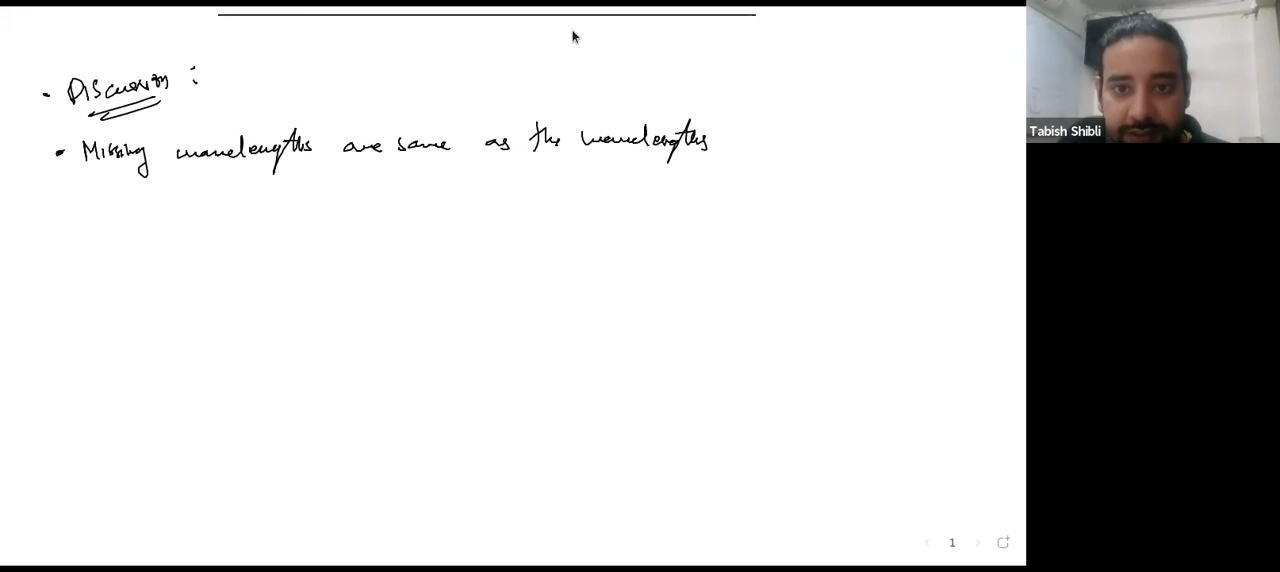 • Discussion :
• Missing wavelengths are same as the wavelengths
Tabish Shibli
1